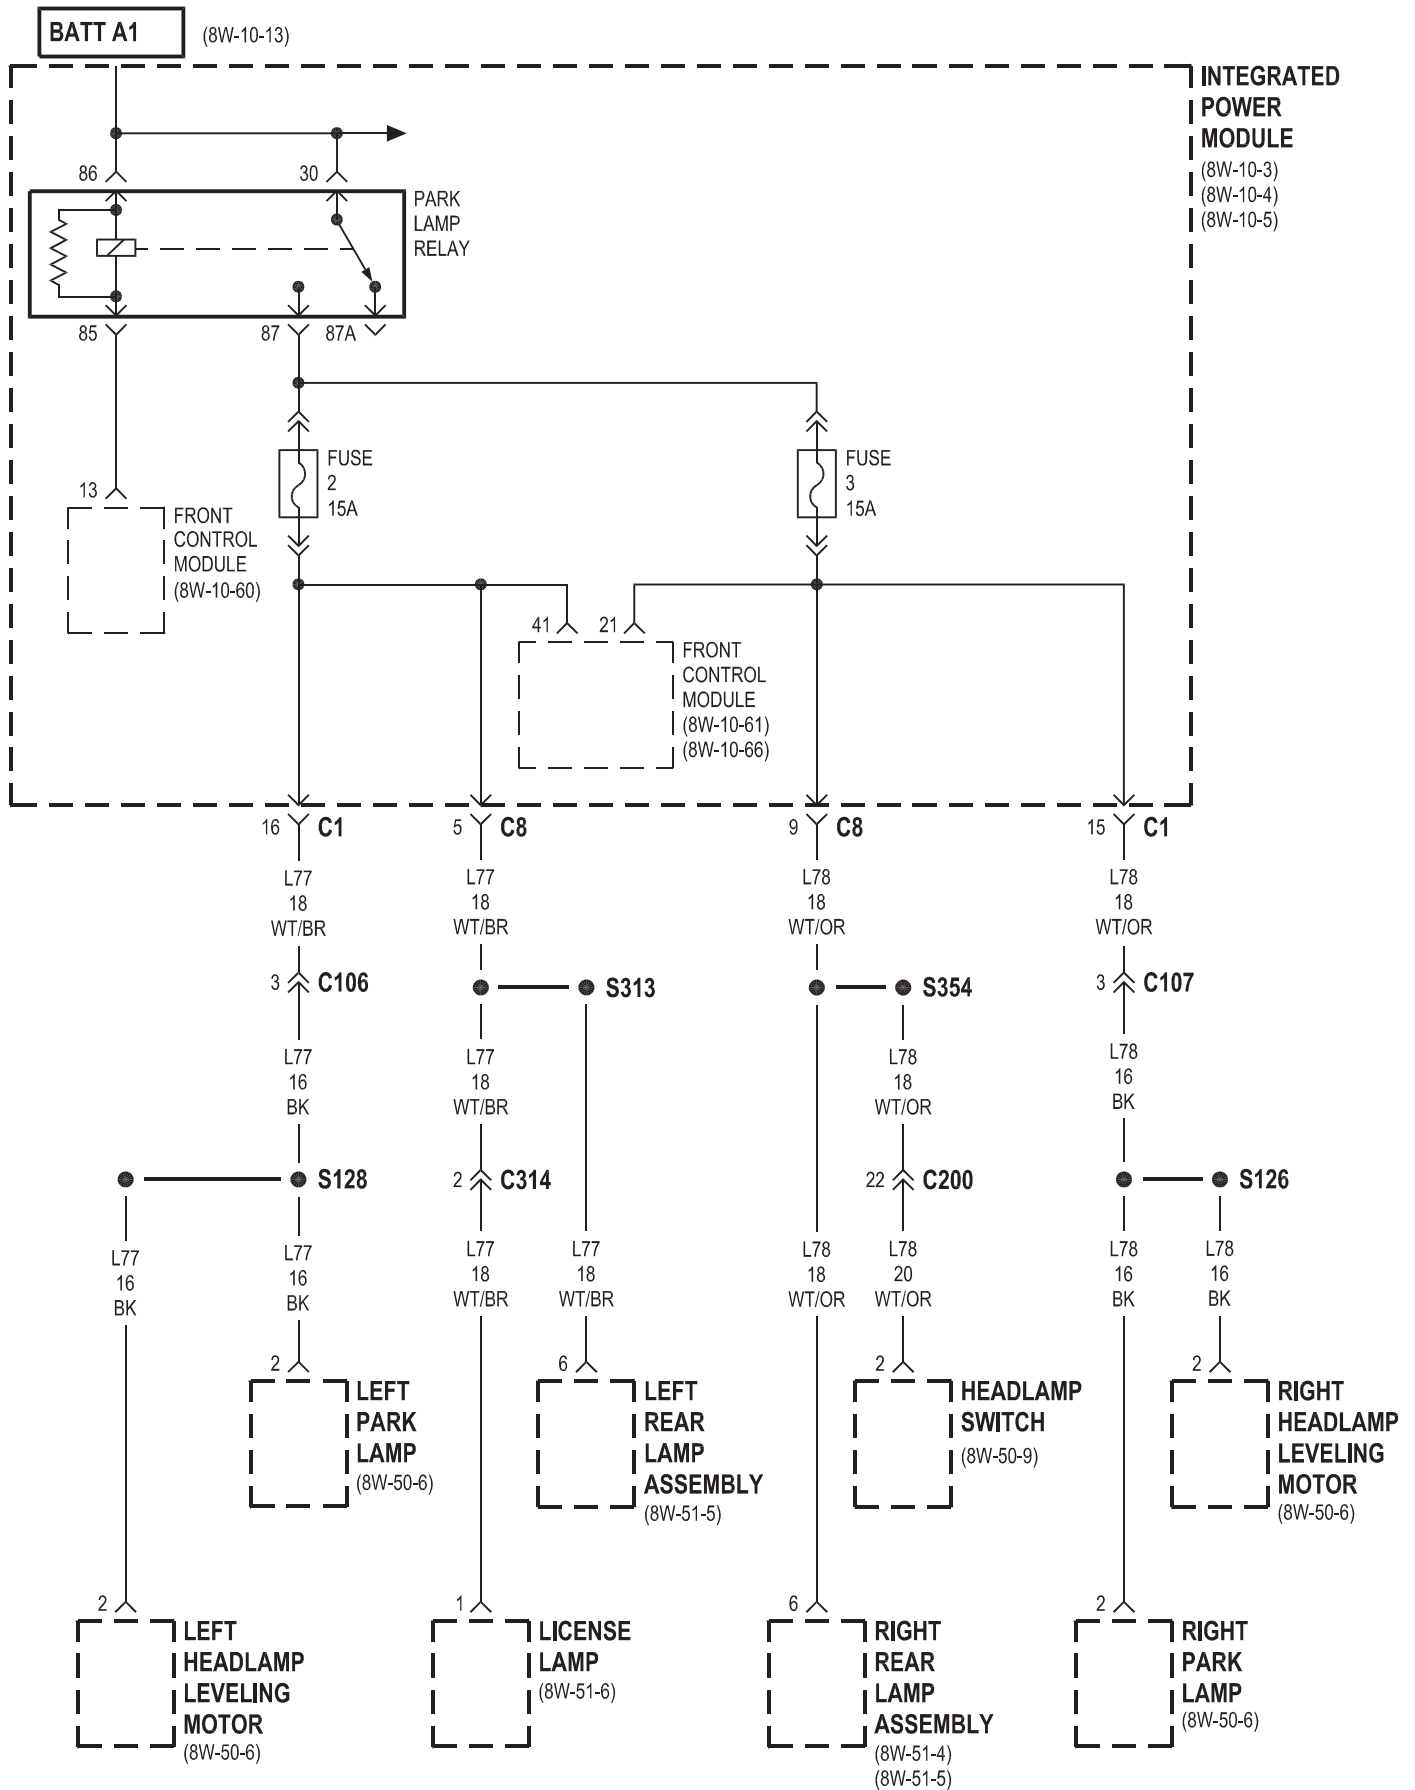 BATT A1
(8W-10-13)
INTEGRATED
POWER
MODULE
(8W-10-3)
(8W-10-4)
(8W-10-5)
86
30
PARK
LAMP
RELAY
85
87
87A
FUSE
2
15A
FUSE
3
15A
13
FRONT
CONTROL
MODULE
(8W-10-60)
41
21
FRONT
CONTROL
MODULE
(8W-10-61)
(8W-10-66)
16
C1
5
C8
9
C8
15
C1
L77
18
WT/BR
L77
18
WT/BR
L78
18
WT/OR
L78
18
WT/OR
3
C106
S313
S354
3
C107
L77
16
BK
L77
18
WT/BR
L78
18
WT/OR
L78
16
BK
S128
2
C314
22
C200
S126
L77
16
BK
L77
16
BK
L77
18
WT/BR
L77
18
WT/BR
L78
18
WT/OR
L78
20
WT/OR
L78
16
BK
L78
16
BK
2
LEFT
PARK
LAMP
(8W-50-6)
6
LEFT
REAR
LAMP
ASSEMBLY
(8W-51-5)
2
HEADLAMP
SWITCH
(8W-50-9)
2
RIGHT
HEADLAMP
LEVELING
MOTOR
(8W-50-6)
2
LEFT
HEADLAMP
LEVELING
MOTOR
(8W-50-6)
1
LICENSE
LAMP
(8W-51-6)
6
RIGHT
REAR
LAMP
ASSEMBLY
(8W-51-4)
(8W-51-5)
2
RIGHT
PARK
LAMP
(8W-50-6)